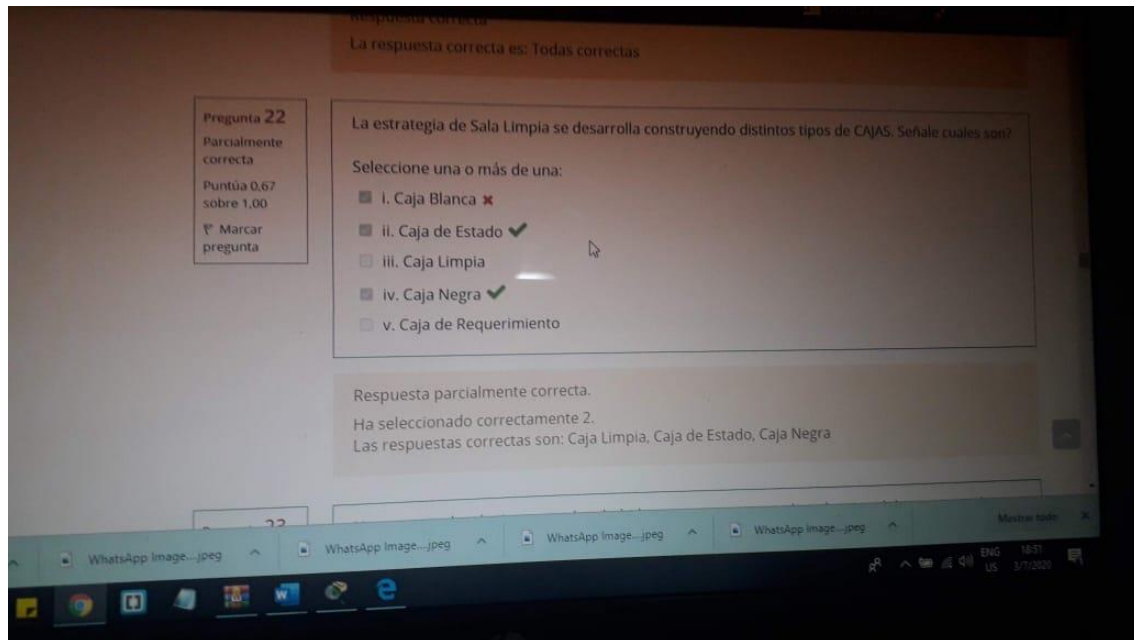 Respuesta correcta
La respuesta correcta es: Todas correctas
Pregunta 22
Parcialmente
correcta
Puntúa 0,67
sobre 1,00
Marcar
pregunta
La estrategia de Sala Limpia se desarrolla construyendo distintos tipos de CAJAS. Señale cuales son?
Seleccione una o más de una:
i. Caja Blanca
ii. Caja de Estado
iii. Caja Limpia
iv. Caja Negra
v. Caja de Requerimiento
Respuesta parcialmente correcta.
Ha seleccionado correctamente 2.
Las respuestas correctas son: Caja Limpia, Caja de Estado, Caja Negra
WhatsApp Image....jpeg
WhatsApp Image....jpeg
WhatsApp Image....jpeg
WhatsApp Image....jpeg
Mostrar todo
ENG
US
18:51
3/7/2020